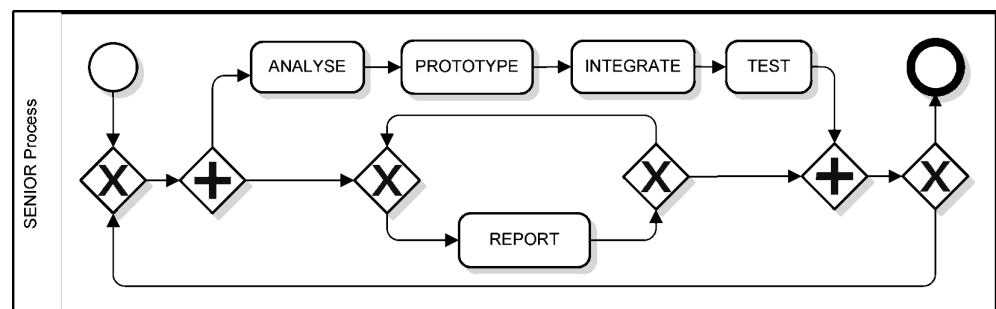 SENIOR Process
ANALYSE
PROTOTYPE
INTEGRATE
TEST
X
+
X
X
+
X
REPORT